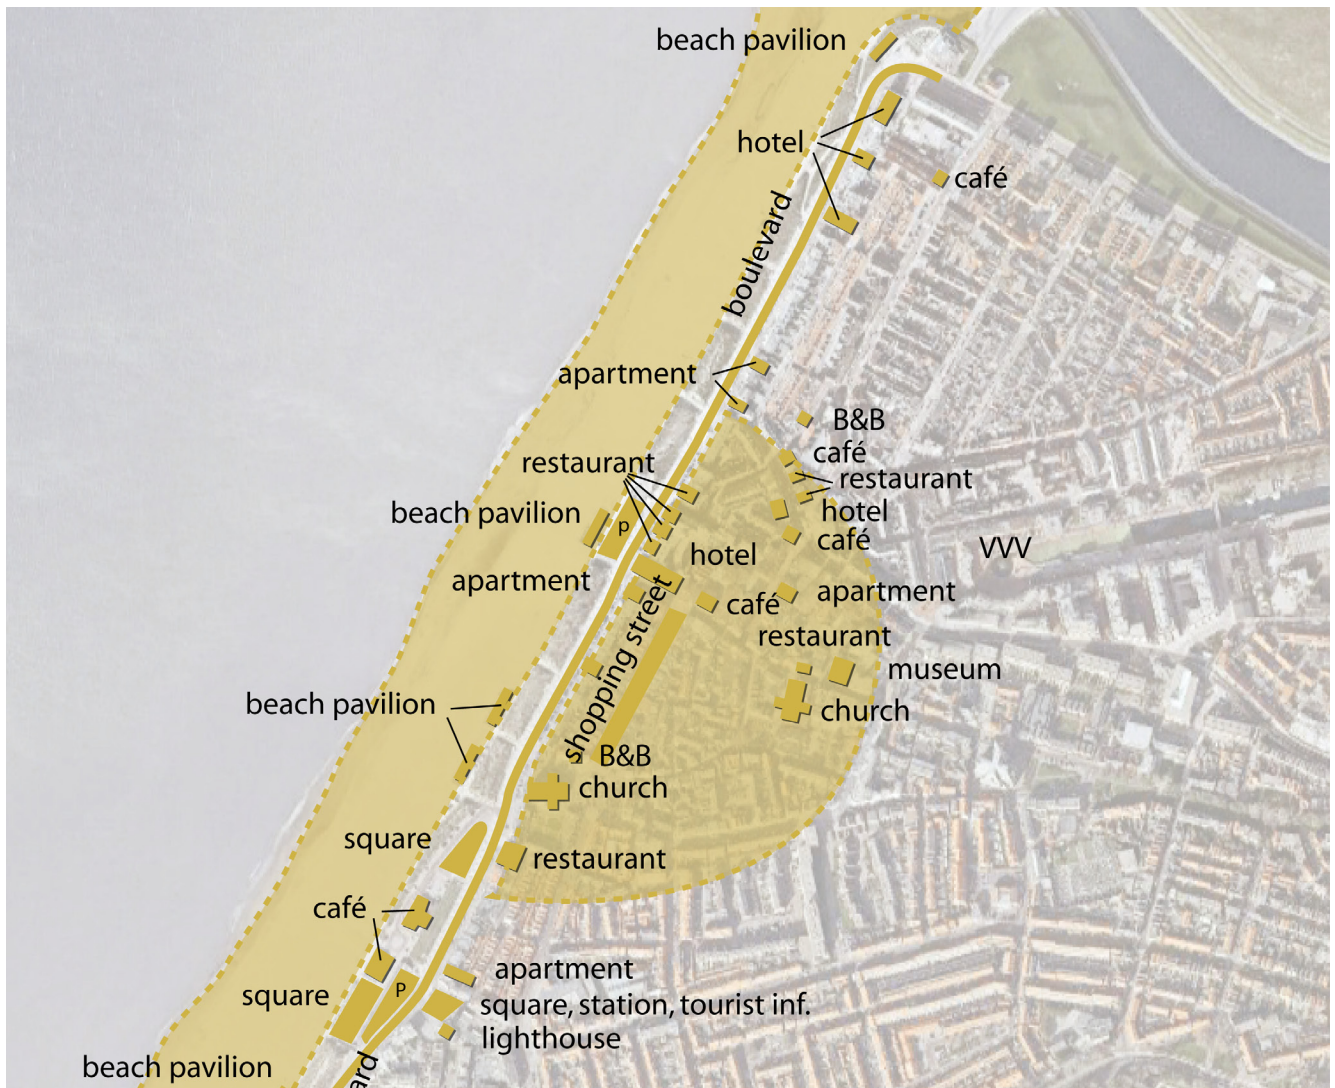 beach pavilion
hotel
café
boulevard
apartment
B&B
café
restaurant
restaurant
beach pavilion
p
hotel
café
VVV
hotel
apartment
apartment
café
shopping street
restaurant
museum
beach pavilion
church
B&B
church
square
restaurant
café
apartment
square
P
square, station, tourist inf.
lighthouse
beach pavilion
ard